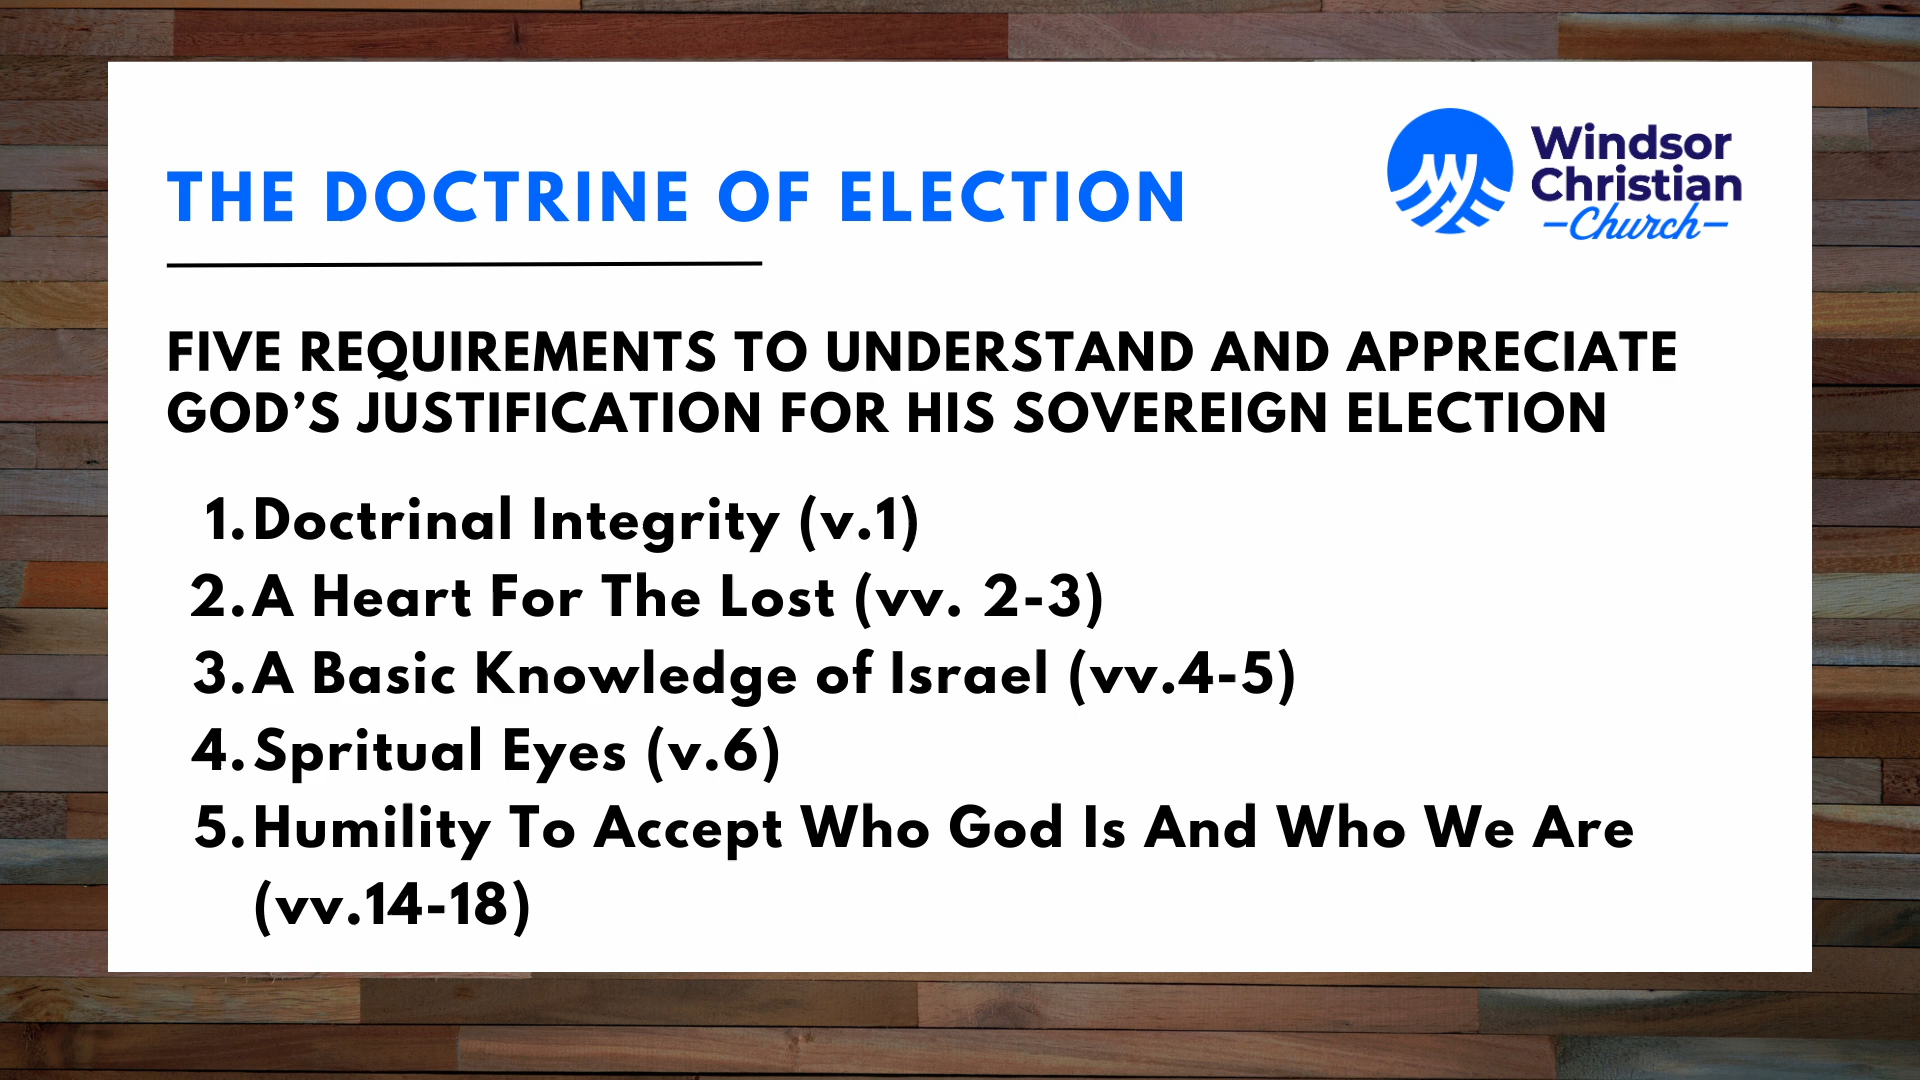 THE DOCTRINE OF ELECTION
Windsor
Christian
–Church–
FIVE REQUIREMENTS TO UNDERSTAND AND APPRECIATE
GOD’S JUSTIFICATION FOR HIS SOVEREIGN ELECTION
1. Doctrinal Integrity (v.1)
2. A Heart For The Lost (vv. 2-3)
3. A Basic Knowledge of Israel (vv.4-5)
4. Spritual Eyes (v.6)
5. Humility To Accept Who God Is And Who We Are
(vv.14-18)